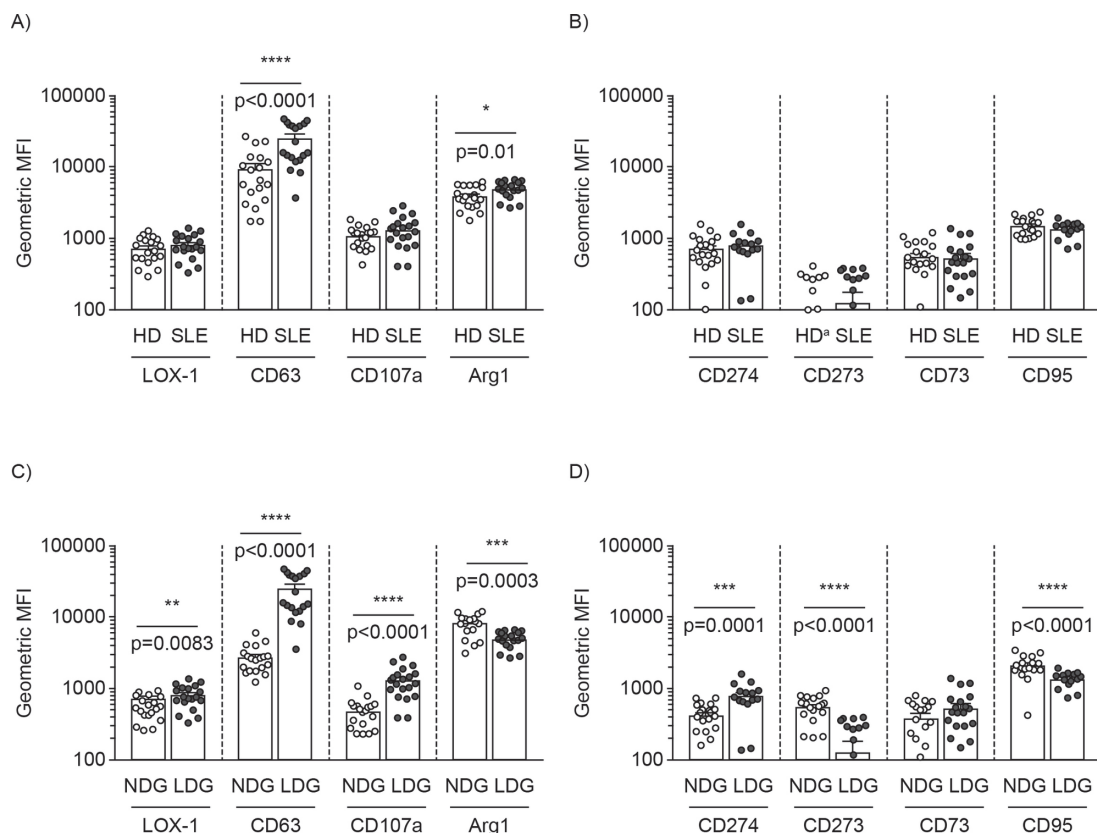 A)
B)
****
p<0.0001
*
p=0.01
Geometric MFI
100000
10000
1000
100
HD SLE HD SLE HD SLE HD SLE
LOX-1 CD63 CD107a Arg1
Geometric MFI
100000
10000
1000
100
HD SLE HDa SLE HD SLE HD SLE
CD274 CD273 CD73 CD95
C)
D)
**
p=0.0083
****
p<0.0001
****
p<0.0001
***
p=0.0003
Geometric MFI
100000
10000
1000
100
NDG LDG NDG LDG NDG LDG NDG LDG
LOX-1 CD63 CD107a Arg1
***
p=0.0001
****
p<0.0001
****
p<0.0001
Geometric MFI
100000
10000
1000
100
NDG LDG NDG LDG NDG LDG NDG LDG
CD274 CD273 CD73 CD95